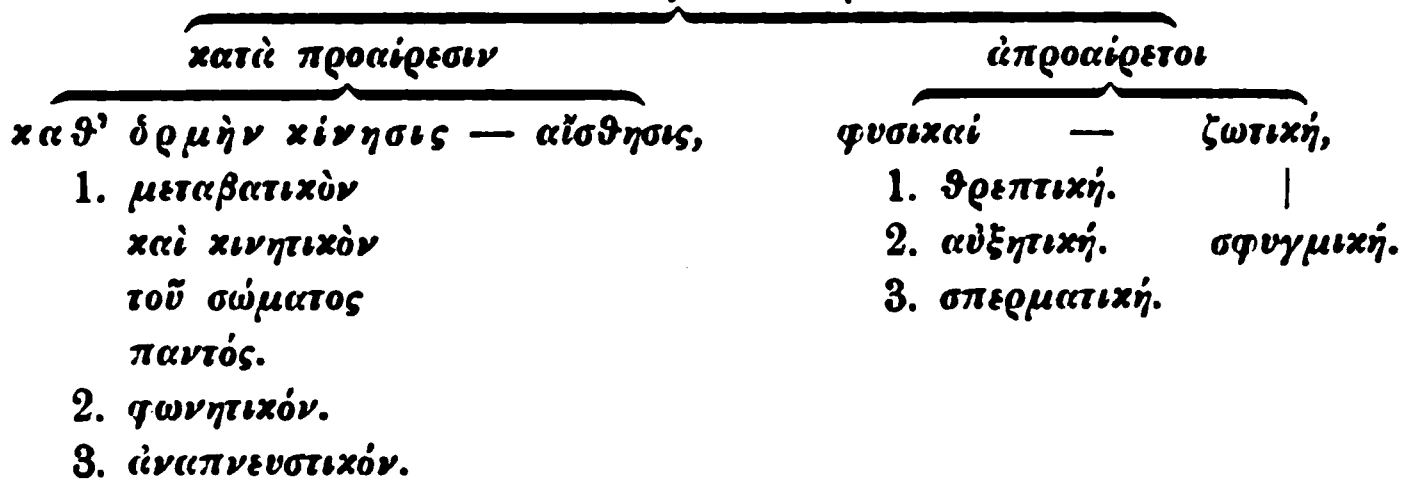 κατὰ προαίρεσιν ἀπροαίρετοι
καθ’ ὁρμὴν κίνησις — αἴσθησις, φυσικαί — ζωτική,
1. μεταβατικὸν 1. θρεπτική. |
καὶ κινητικὸν 2. αὐξητική. σφυγμική.
τοῦ σώματος 3. σπερματική.
παντός.
2. φωνητικόν.
3. ἀναπνευστικόν.